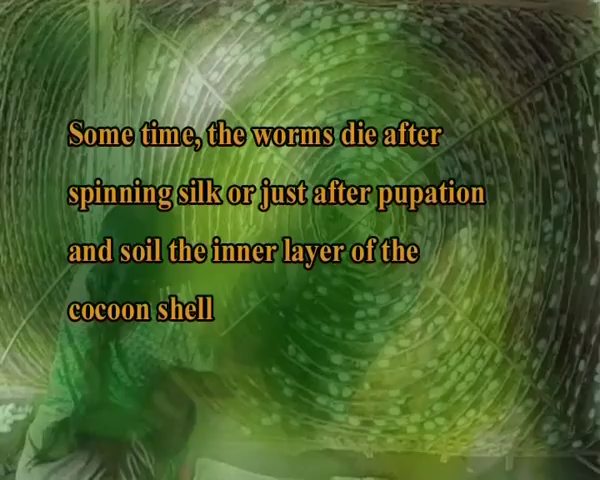 Some time, the worms die after
spinning silk or just after pupation
and soil the inner layer of the
cocoon shell